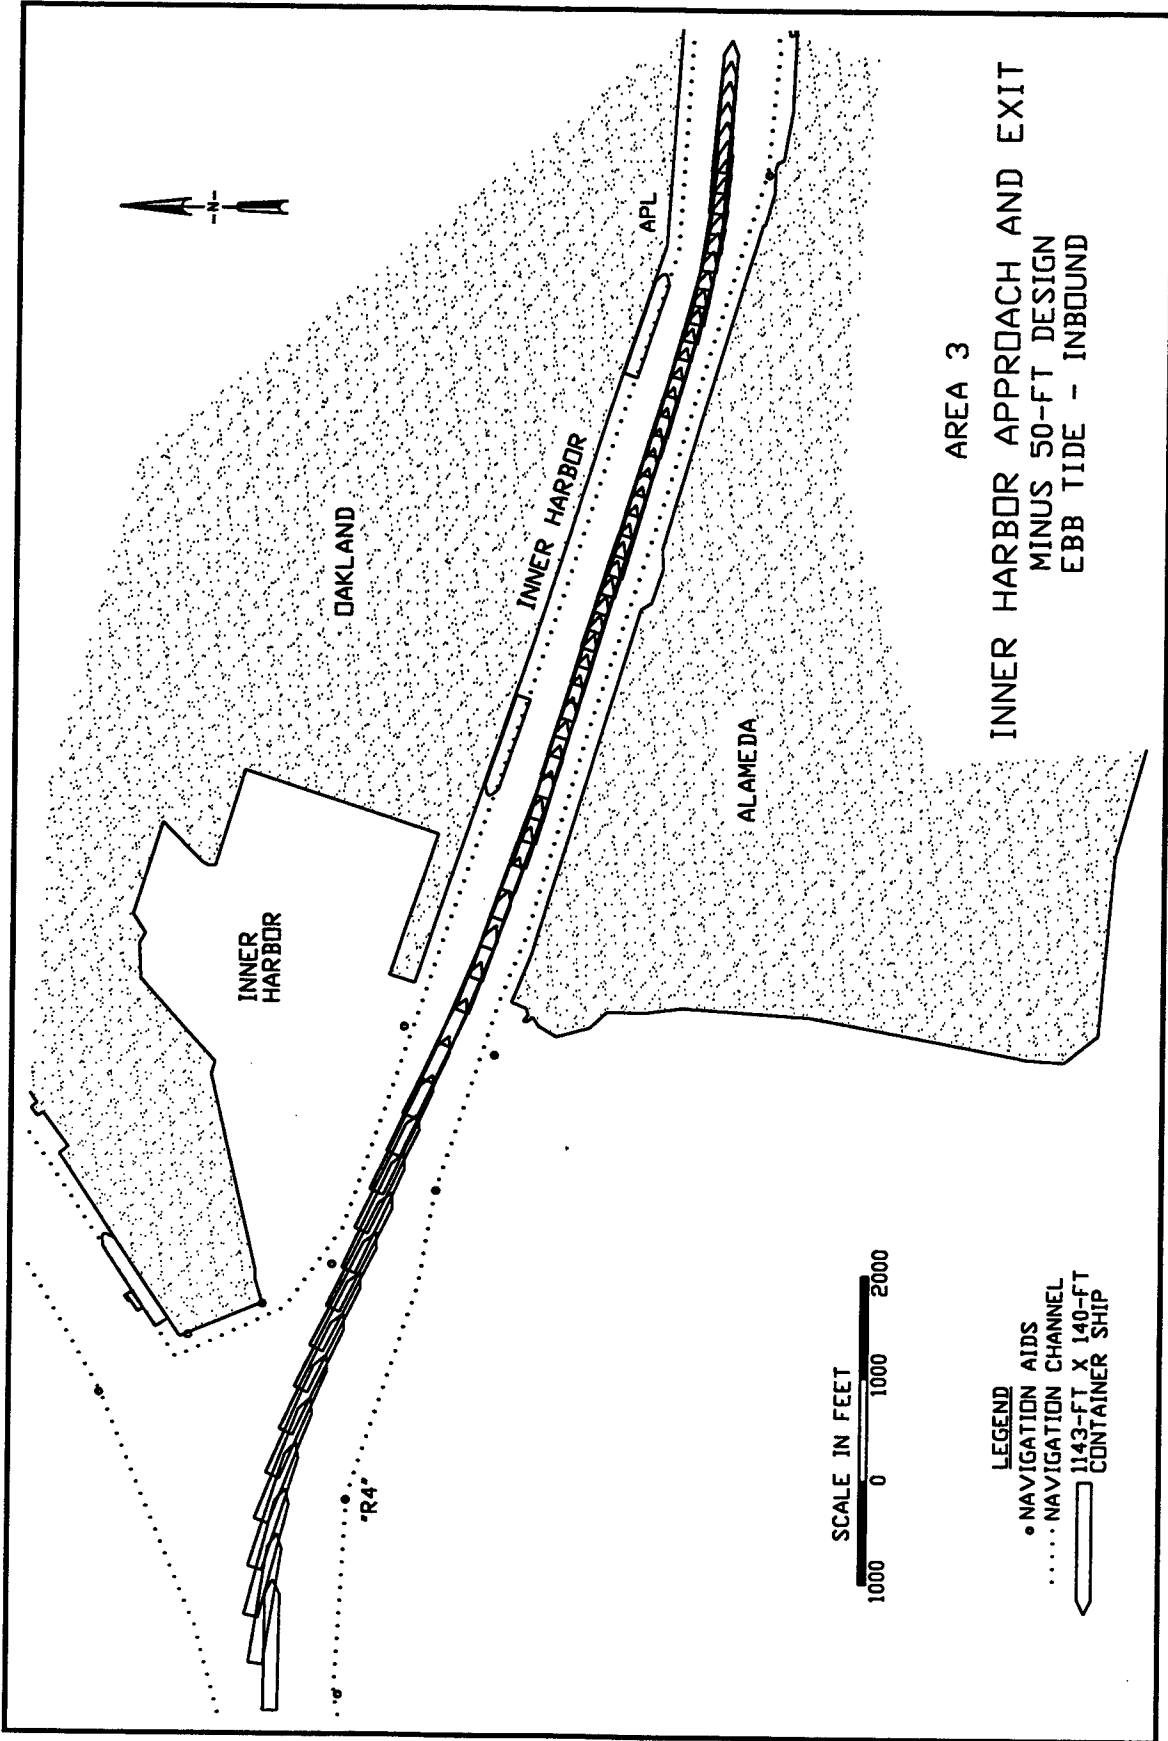 -N-
OAKLAND
APL
INNER HARBOR
INNER
HARBOR
ALAMEDA
"R4"
SCALE IN FEET
1000 0 1000 2000
LEGEND
NAVIGATION AIDS
NAVIGATION CHANNEL
1143-FT X 140-FT
CONTAINER SHIP
AREA 3
INNER HARBOR APPROACH AND EXIT
MINUS 50-FT DESIGN
EBB TIDE - INBOUND